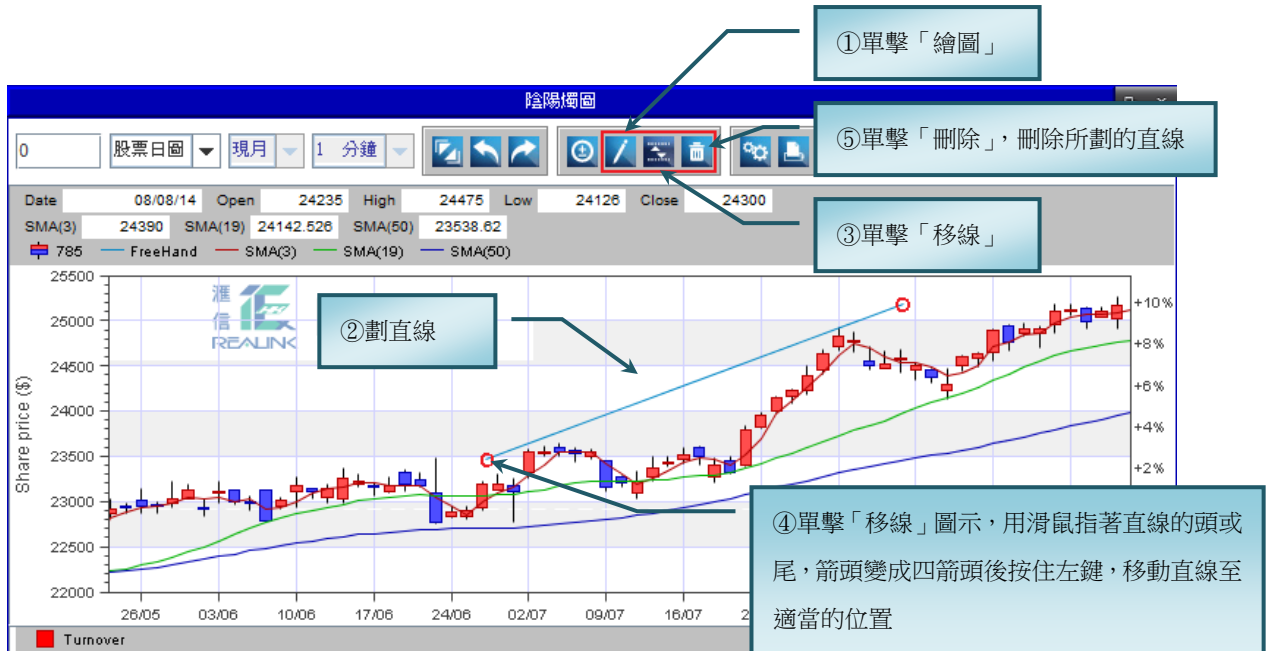 ①單擊「繪圖」
陰陽燭圖
⑤單擊「刪除」，刪除所劃的直線
0 股票日圖 現月 1 分鐘
Date 08/08/14 Open 24235 High 24475 Low 24126 Close 24300
SMA(3) 24390 SMA(19) 24142.526 SMA(50) 23538.62
③單擊「移線」
785 FreeHand SMA(3) SMA(19) SMA(50)
25500
滙信
REALINK
②劃直線
+10%
25000
+8%
24500
+6%
24000
+4%
23500
+2%
23000
22500
22000
Share price ($)
④單擊「移線」圖示，用滑鼠指著直線的頭或
尾，箭頭變成四箭頭後按住左鍵，移動直線至
適當的位置
26/05 03/06 10/06 17/06 24/06 02/07 09/07 16/07
Turnover